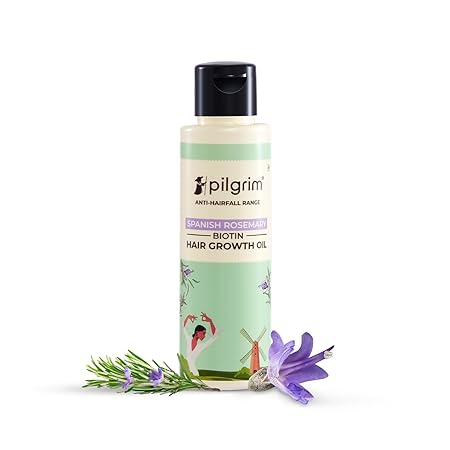 pilgrim®
ANTI-HAIRFALL RANGE
SPANISH ROSEMARY
BIOTIN
HAIR GROWTH OIL